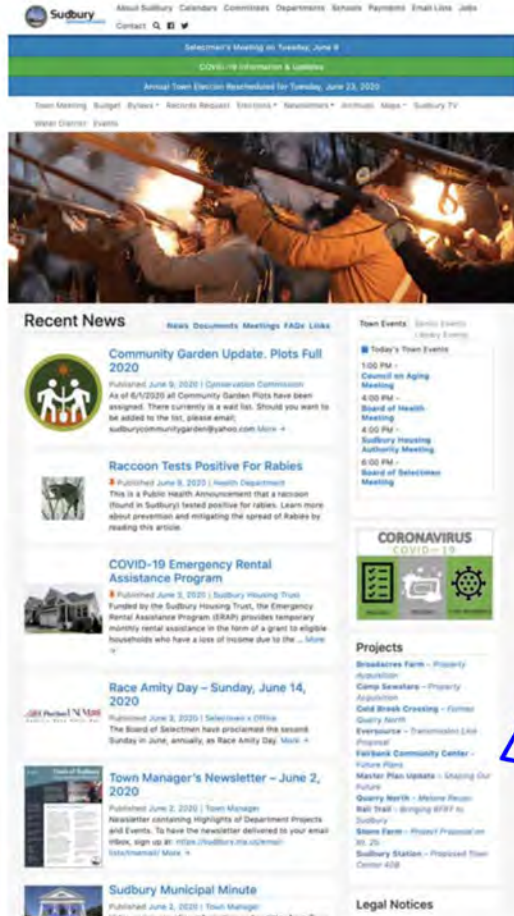 Sudbury
About Sudbury Calendars Committees Departments Schools Payments Email Lists Jobs
Contact
Selectmen's Meeting on Tuesday, June 9
COVID-19 Information & Updates
Annual Town Election Rescheduled for Tuesday, June 23, 2020
Town Meeting Budget Bylaws Records Request Elections Newsletters Archives Maps Sudbury TV
Water District Events
Recent News
News Documents Meetings FAQs Links
Community Garden Update. Plots Full
2020
Published June 9, 2020 | Conservation Commission
As of 6/1/2020 all Community Garden Plots have been
assigned. There currently is a wait list. Should you want to
be added to the list, please email;
sudburycommunitygarden@yahoo.com More →
Raccoon Tests Positive For Rabies
Published June 8, 2020 | Health Department
This is a Public Health Announcement that a raccoon
(found in Sudbury) tested positive for rabies. Learn more
about prevention and mitigating the spread of Rabies by
reading this article.
COVID-19 Emergency Rental
Assistance Program
Published June 3, 2020 | Sudbury Housing Trust
Funded by the Sudbury Housing Trust, the Emergency
Rental Assistance Program (ERAP) provides temporary
monthly rental assistance in the form of a grant to eligible
households who have a loss of income due to the ... More
→
Race Amity Day – Sunday, June 14,
2020
Published June 3, 2020 | Selectmen's Office
The Board of Selectmen have proclaimed the second
Sunday in June, annually, as Race Amity Day. More →
Town Manager's Newsletter – June 2,
2020
Published June 2, 2020 | Town Manager
Newsletter containing Highlights of Department Projects
and Events. To have the newsletter delivered to your email
inbox, sign up at: https://sudbury.ma.us/email-
More →
Sudbury Municipal Minute
Published June 2, 2020 | Town Manager
Town Events Senior Events
Library Events
Today's Town Events
1:00 PM -
Council on Aging
Meeting
4:00 PM -
Board of Health
Meeting
4:00 PM -
Sudbury Housing
Authority Meeting
6:00 PM -
Board of Selectmen
Meeting
CORONAVIRUS
COVID-19
Projects
Broadacres Farm – Property
Acquisition
Camp Sewataro – Property
Acquisition
Cold Brook Crossing – Former
Quarry North
Eversource – Transmission Line
Proposal
Fairbank Community Center –
Future Plans
Master Plan Update – Shaping Our
Future
Quarry North – Melone Reuse
Rail Trail – Bringing BFRT to
Sudbury
Stone Farm – Project Proposal on
Rt. 20
Sudbury Station – Proposed Town
Center 40B
Legal Notices